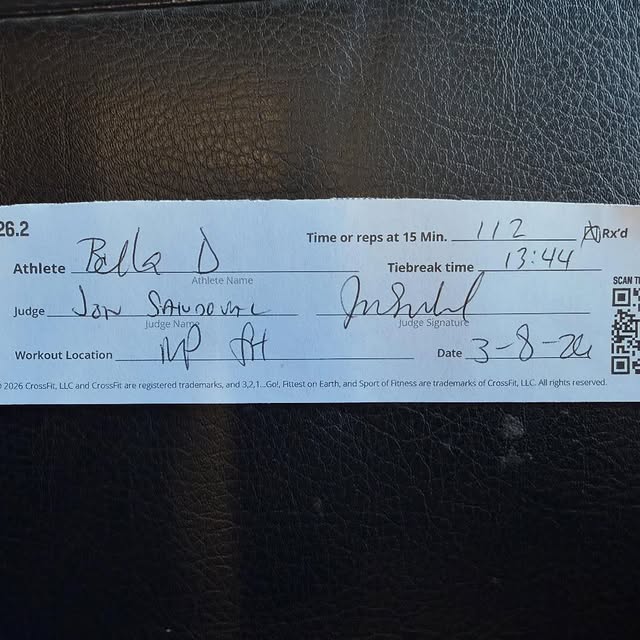 26.2
Time or reps at 15 Min. 112 Rx'd
Athlete Bella D
Athlete Name
Tiebreak time 13:44
SCAN
Judge Jon Sandoval
Judge Name
Judge Signature
Workout Location MP
Date 3-8-26
2026 CrossFit, LLC and CrossFit are registered trademarks, and 3,2,1...Go!, Fittest on Earth, and Sport of Fitness are trademarks of CrossFit, LLC. All rights reserved.